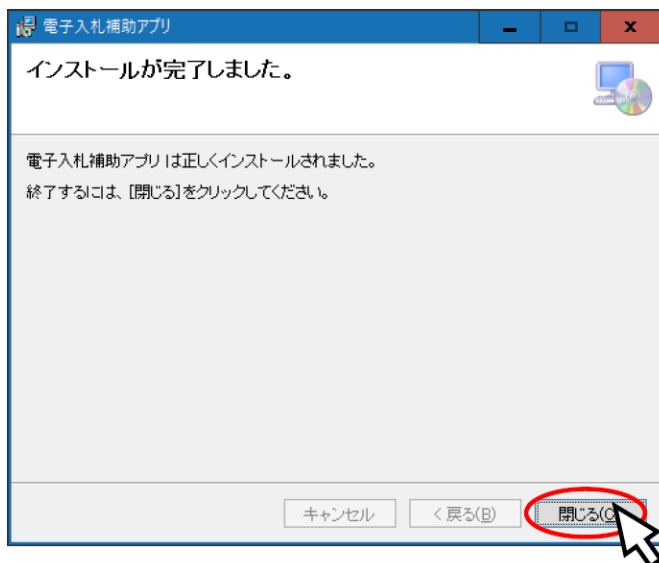 電子入札補助アプリ
インストールが完了しました。
電子入札補助アプリ は正しくインストールされました。
終了するには、[閉じる]をクリックしてください。
キャンセル
< 戻る(B)
閉じる(C